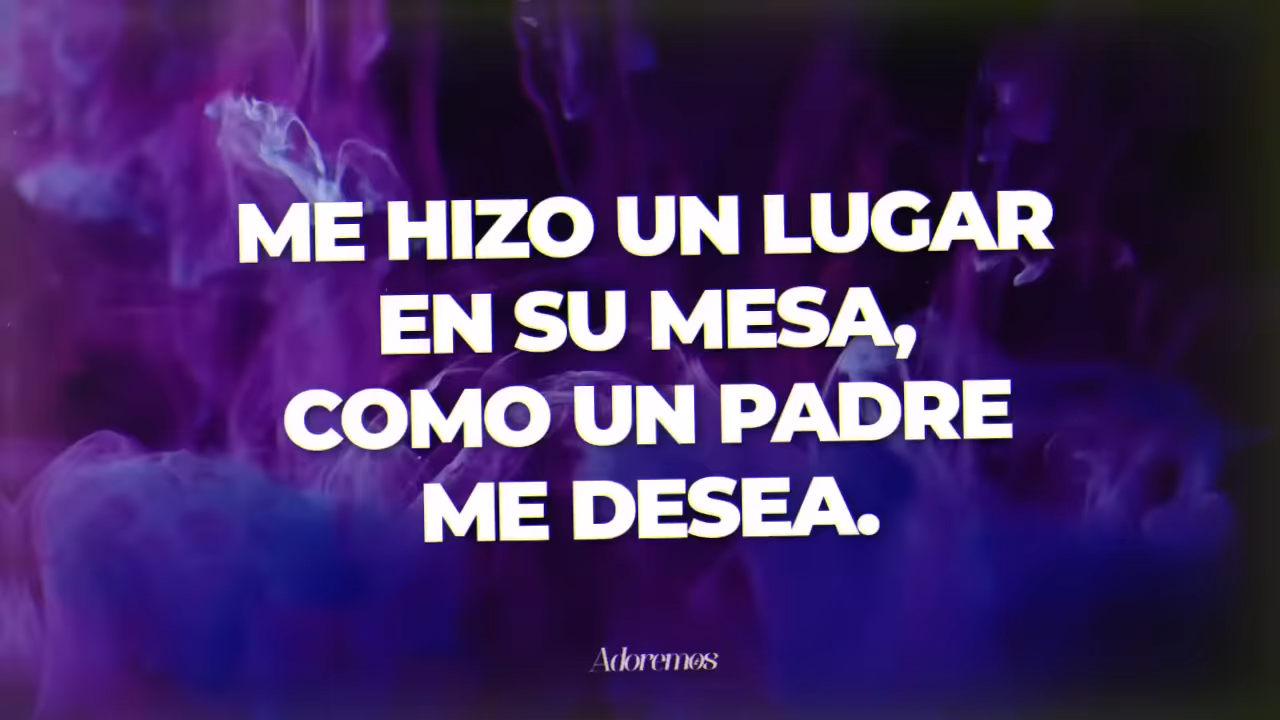 ME HIZO UN LUGAR
EN SU MESA,
COMO UN PADRE
ME DESEA.
Adoremos